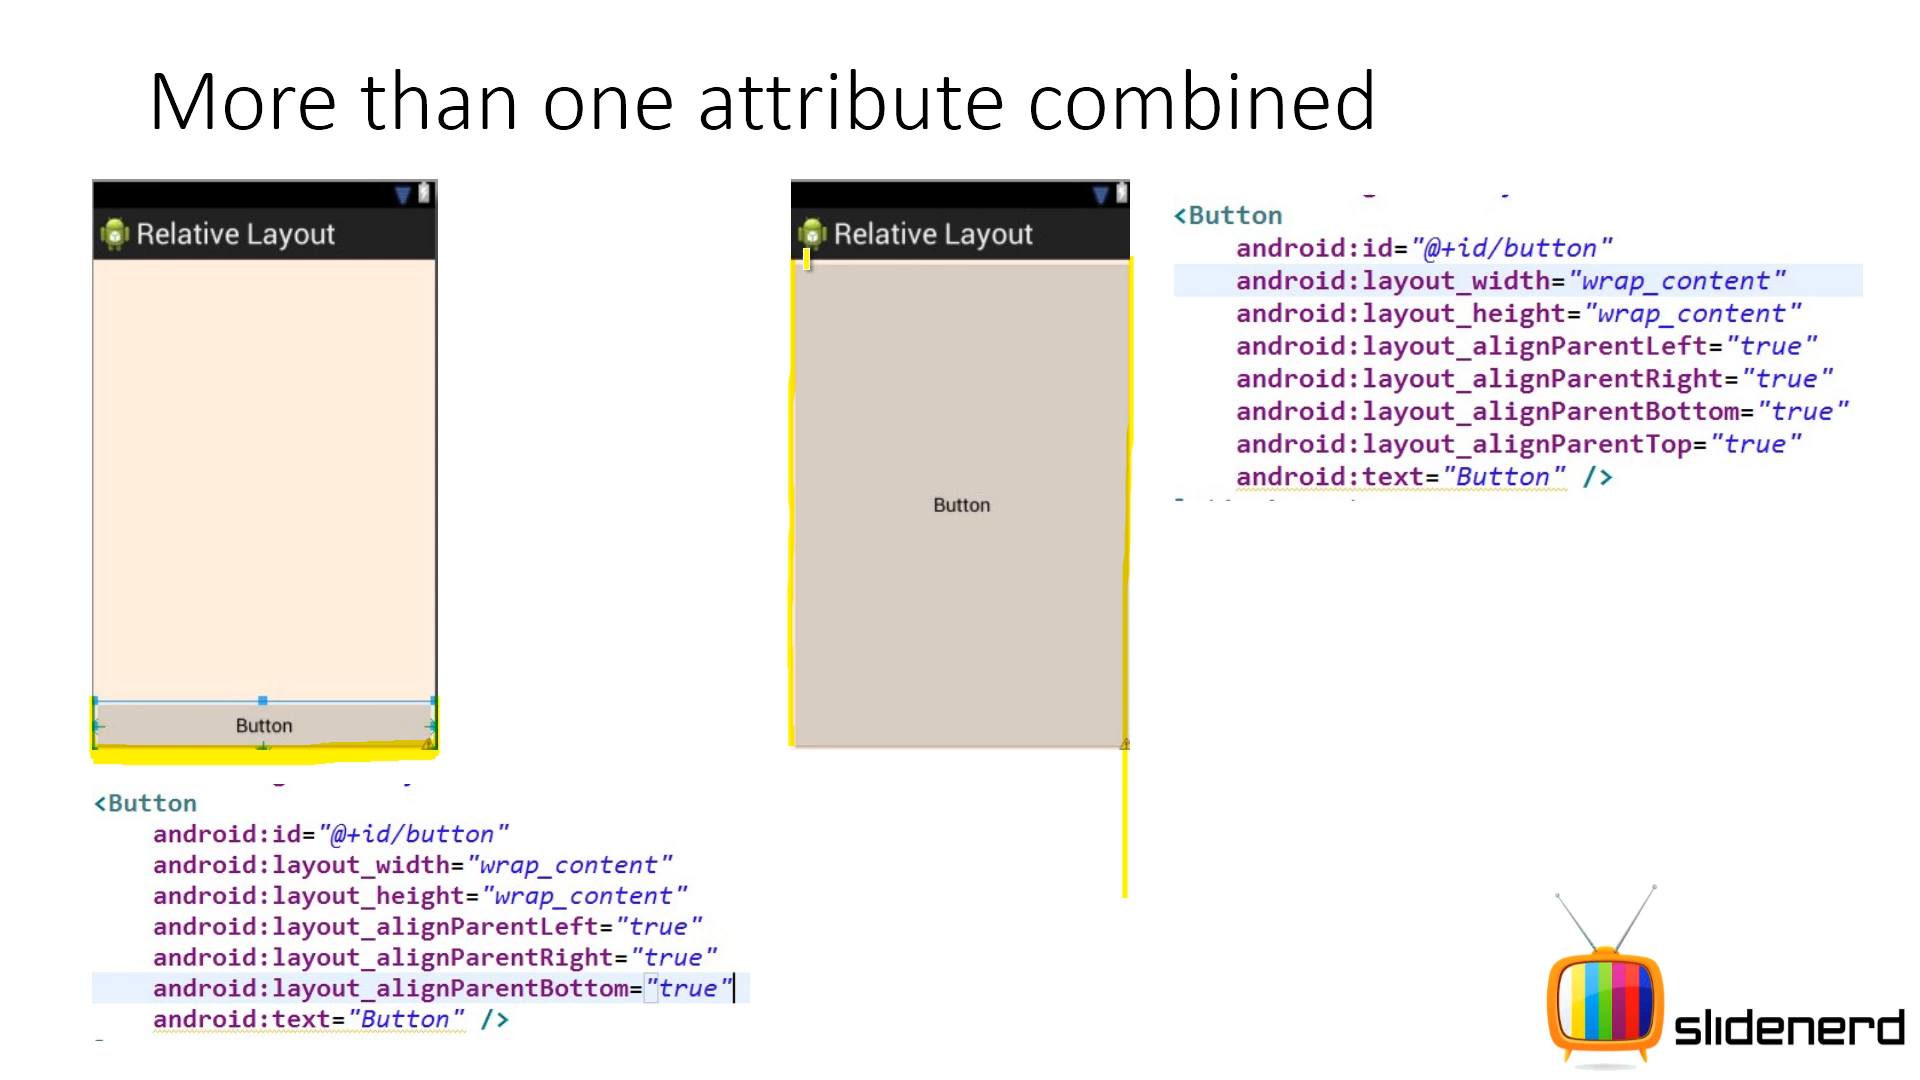 More than one attribute combined
Relative Layout
Button
<Button
android:id="@+id/button"
android:layout_width="wrap_content"
android:layout_height="wrap_content"
android:layout_alignParentLeft="true"
android:layout_alignParentRight="true"
android:layout_alignParentBottom="true"
android:text="Button" />
Relative Layout
Button
<Button
android:id="@+id/button"
android:layout_width="wrap_content"
android:layout_height="wrap_content"
android:layout_alignParentLeft="true"
android:layout_alignParentRight="true"
android:layout_alignParentBottom="true"
android:layout_alignParentTop="true"
android:text="Button" />
slidenerd